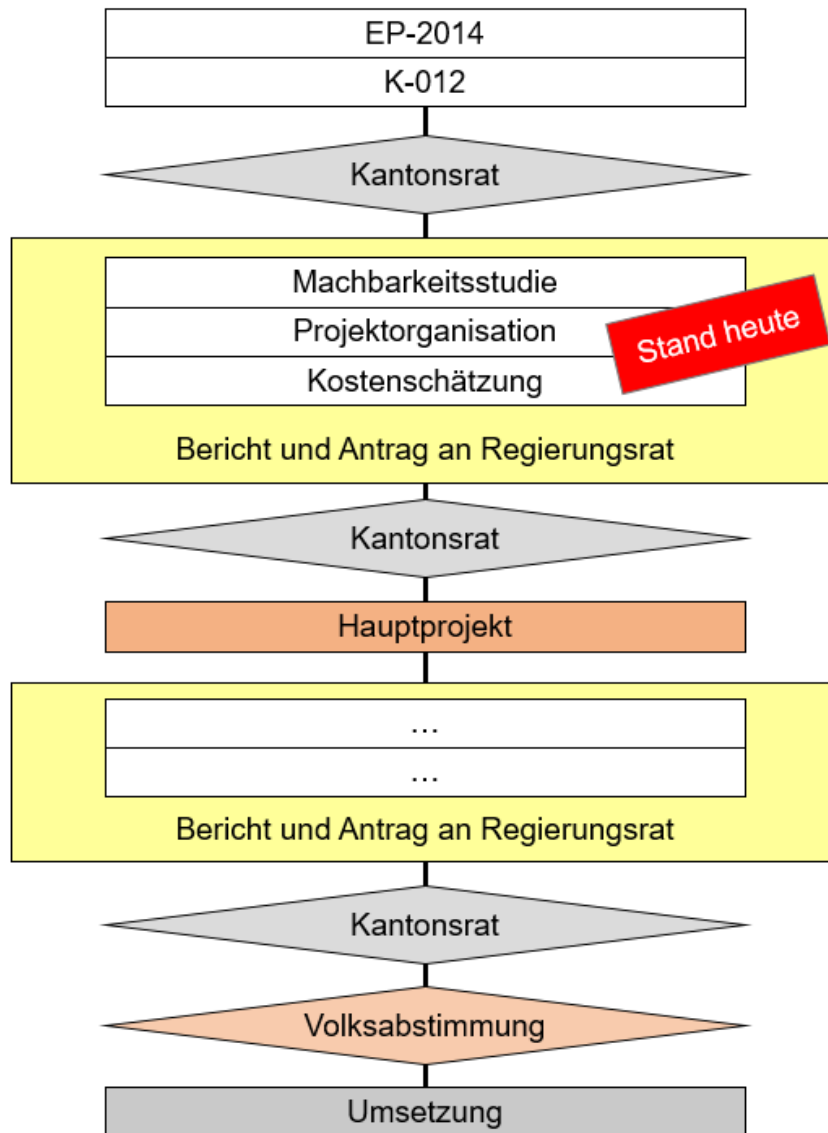 EP-2014
K-012
Kantonsrat
Machbarkeitsstudie
Projektorganisation
Stand heute
Kostenschätzung
Bericht und Antrag an Regierungsrat
Kantonsrat
Hauptprojekt
...
...
Bericht und Antrag an Regierungsrat
Kantonsrat
Volksabstimmung
Umsetzung